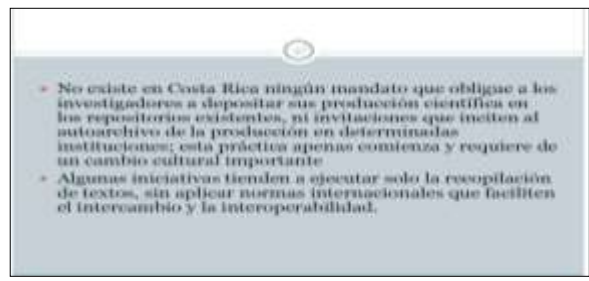 No existe en Costa Rica ningún mandato que obligue a los
investigadores a depositar sus producción científica en
los repositorios existentes, ni invitaciones que inciten al
autoarchivo de la producción en determinadas
instituciones; esta práctica apenas comienza y requiere de
un cambio cultural importante
Algunas iniciativas tienden a ejecutar solo la recopilación
de textos, sin aplicar normas internacionales que faciliten
el intercambio y la interoperabilidad.